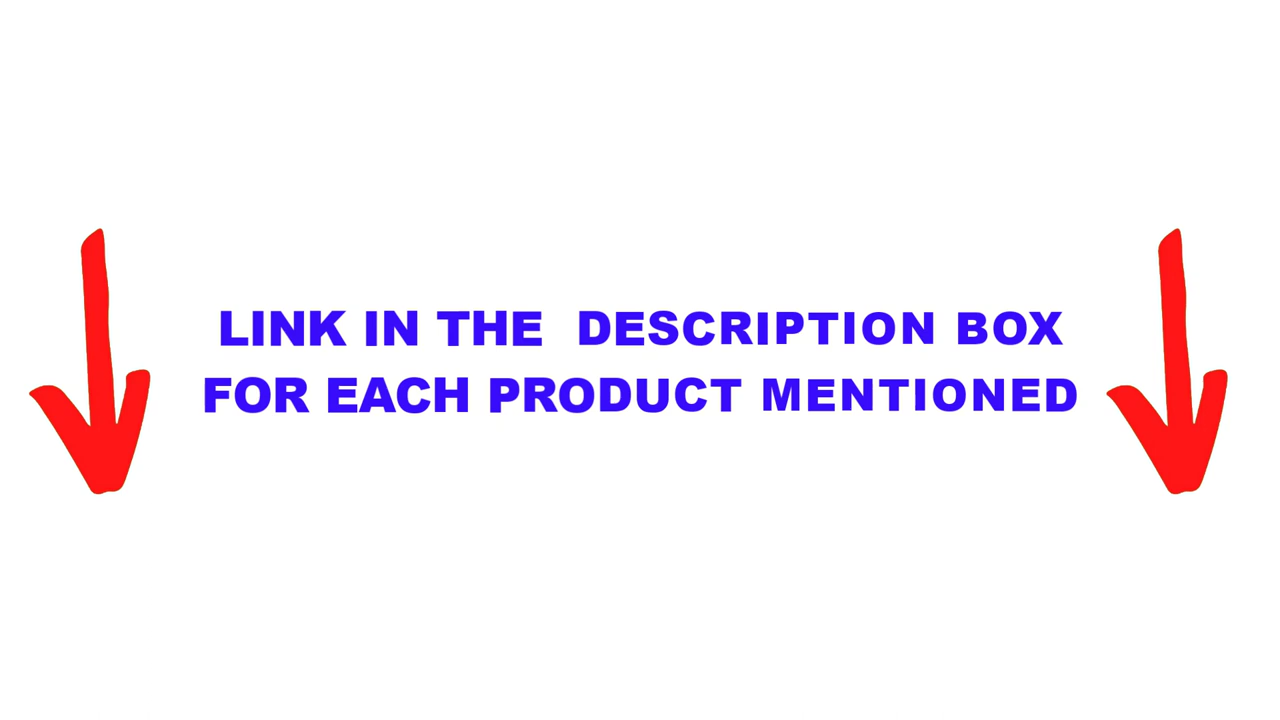 LINK IN THE DESCRIPTION BOX
FOR EACH PRODUCT MENTIONED